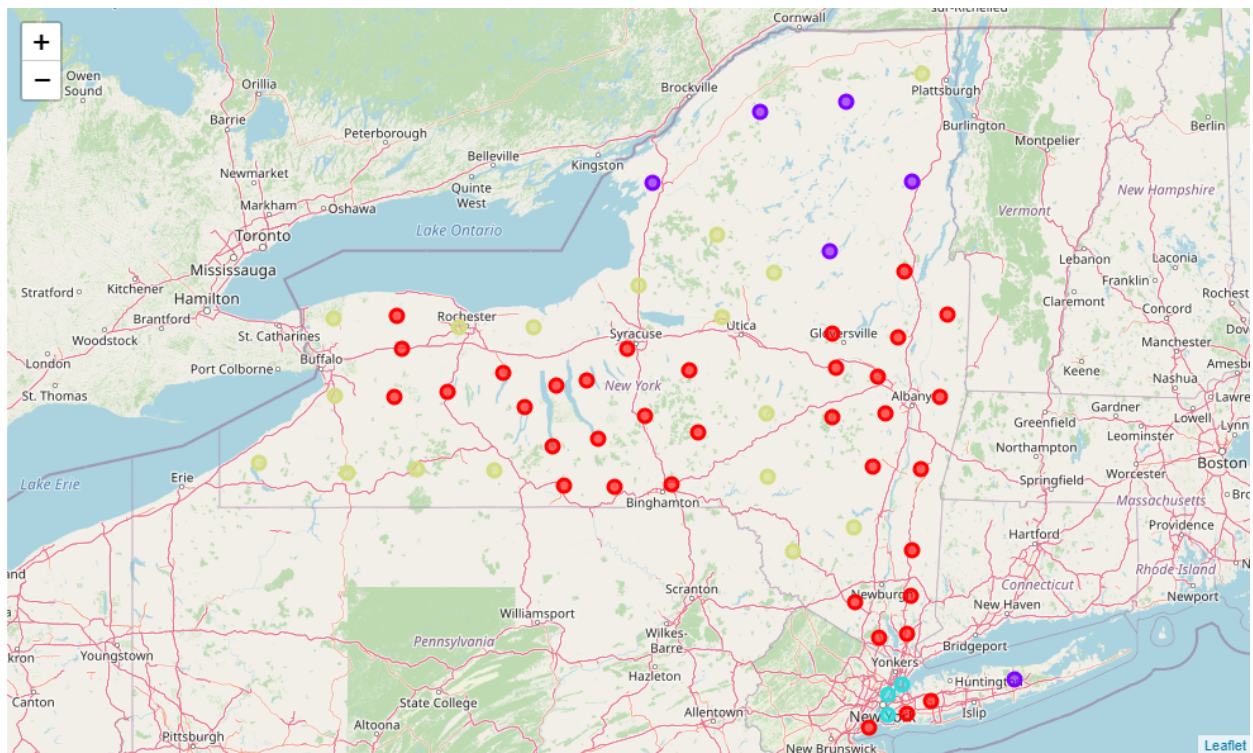 +
−
Cornwall
sur-Richelieu
Owen
Sound
Orillia
Barrie
Brockville
Plattsburgh
Burlington
Berlin
Peterborough
Montpelier
Newmarket
Belleville
Kingston
Quinte
West
New Hampshire
Markham
Oshawa
Vermont
Toronto
Lake Ontario
Mississauga
Lebanon
Laconia
Kitchener
Stratford
Hamilton
Franklin
Brantford
Rochester
Claremont
Concord
St. Catharines
Rochester
Utica
Syracuse
Gloversville
Woodstock
Manchester
London
Buffalo
Port Colborne
Keene
Nashua
St. Thomas
New York
Albany
Greenfield
Gardner
Lowell
Leominster
Lynn
Northampton
Worcester
Boston
Lake Erie
Erie
Springfield
Binghamton
Massachusetts
Providence
Hartford
Rhode Island
Connecticut
Scranton
Newburgh
Newport
Williamsport
New Haven
Pennsylvania
Wilkes-
Barre
Bridgeport
Youngstown
Yonkers
Hazleton
Huntington
Canton
State College
New York
Islip
Altoona
Allentown
Pittsburgh
New Brunswick
Leaflet